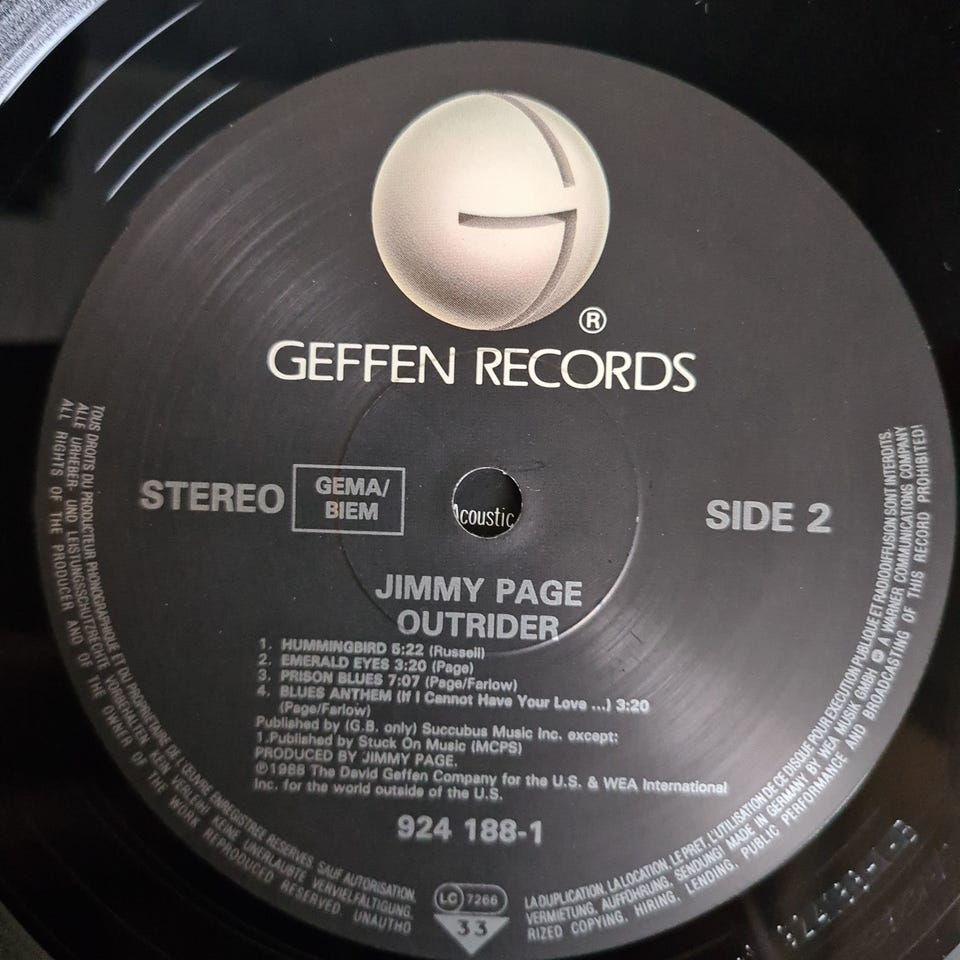 ®
GEFFEN RECORDS
STEREO
GEMA/
BIEM
Acoustic
SIDE 2
JIMMY PAGE
OUTRIDER
1. HUMMINGBIRD 5:22 (Russell)
2. EMERALD EYES 3:20 (Page)
3. PRISON BLUES 7:07 (Page/Farlow)
4. BLUES ANTHEM (If I Cannot Have Your Love ...) 3:20
(Page/Farlow)
Published by (G.B. only) Succubus Music Inc. except:
1.Published by Stuck On Music (MCPS)
PRODUCED BY JIMMY PAGE.
©1988 The David Geffen Company for the U.S. & WEA International
Inc. for the world outside of the U.S.
924 188-1
LC 7266
33
TOUS DROITS DU PRODUCTEUR PHONOGRAPHIQUE ET DU PROPRIETAIRE DE L'ŒUVRE ENREGISTREE RESERVES. SAUF AUTORISATION,
LA DUPLICATION, LA LOCATION, LE PRET, L'UTILISATION DE CE DISQUE POUR EXECUTION PUBLIQUE ET RADIODIFFUSION SONT INTERDITS.
ALLE URHEBER- UND LEISTUNGSSCHUTZRECHTE VORBEHALTEN. KEIN VERLEIH! KEINE UNERLAUBTE VERVIELFÄLTIGUNG,
VERMIETUNG, AUFFÜHRUNG, SENDUNG! MADE IN GERMANY BY WEA MUSIK GMBH A WARNER COMMUNICATIONS COMPANY
ALL RIGHTS OF THE PRODUCER AND OF THE OWNER OF THE WORK REPRODUCED RESERVED. UNAUTHO
RIZED COPYING, HIRING, LENDING, PUBLIC PERFORMANCE AND BROADCASTING OF THIS RECORD PROHIBITED!